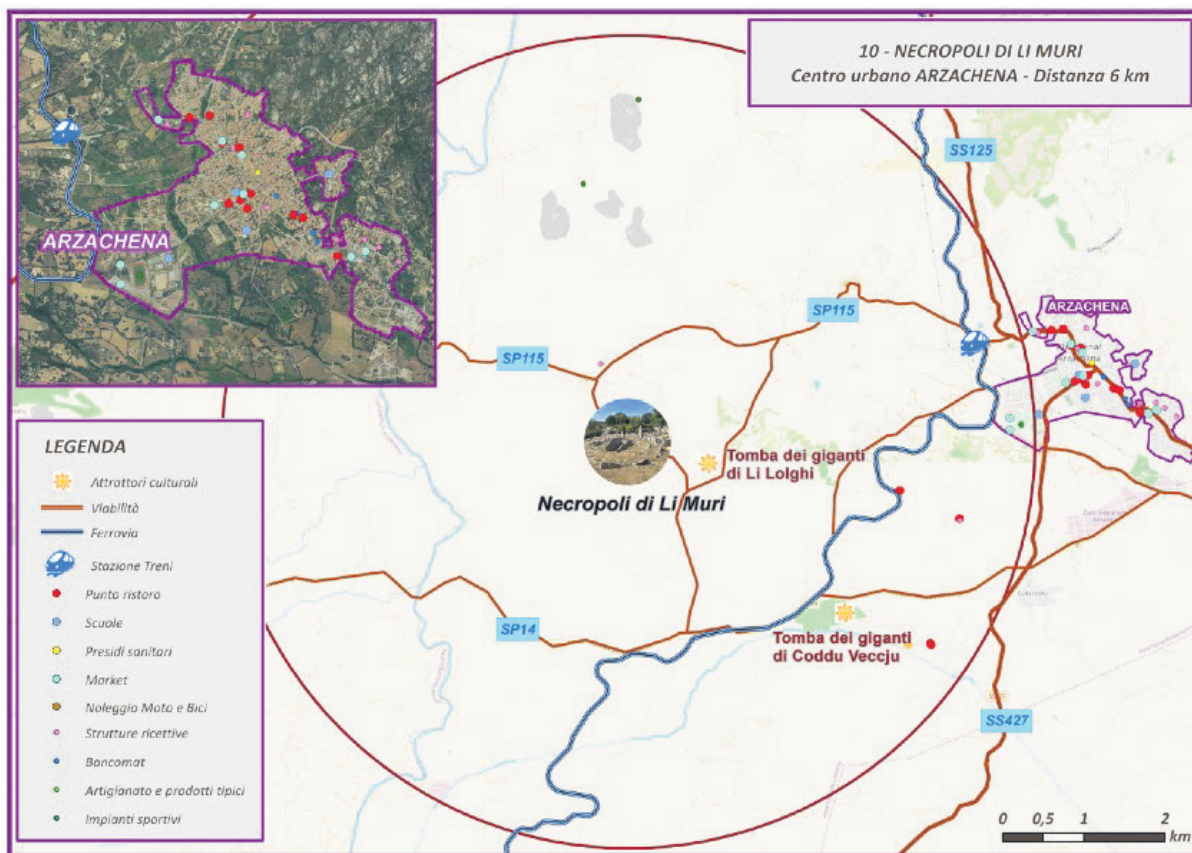 10 - NECROPOLI DI LI MURI
Centro urbano ARZACHENA - Distanza 6 km
ARZACHENA
SS125
SP115
ARZACHENA
SP115
Tomba dei giganti
di Li Lolghi
Necropoli di Li Muri
SP14
Tomba dei giganti
di Coddu Veccju
SS427
LEGENDA
Attrattori culturali
Viabilità
Ferrovia
Stazione Treni
Punto ristoro
Scuole
Presidi sanitari
Market
Noleggio Moto e Bici
Strutture ricettive
Bancomat
Artigianato e prodotti tipici
Impianti sportivi
0 0,5 1 2
km